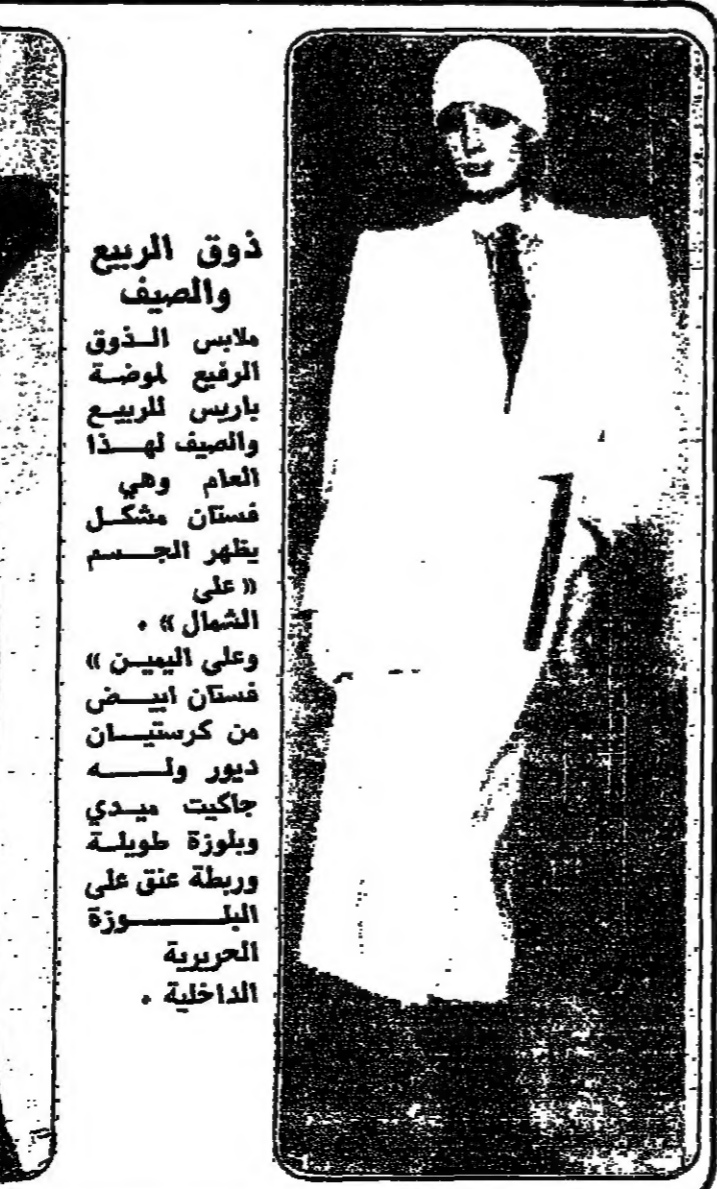 ذوق الربيع
والصيف
ملابس الذوق
الرفيع لموضة
باريس للربيع
والصيف لهذا
العام وهي
فستان مشكل
يظهر الجسم
«على
الشمال» .
وعلى اليمين»
فستان ابيض
من كرستيان
ديور وله
جاكيت ميدي
وبلوزة طويلة
وربطة عنق على
البلوزة
الحريرية
الداخلية .